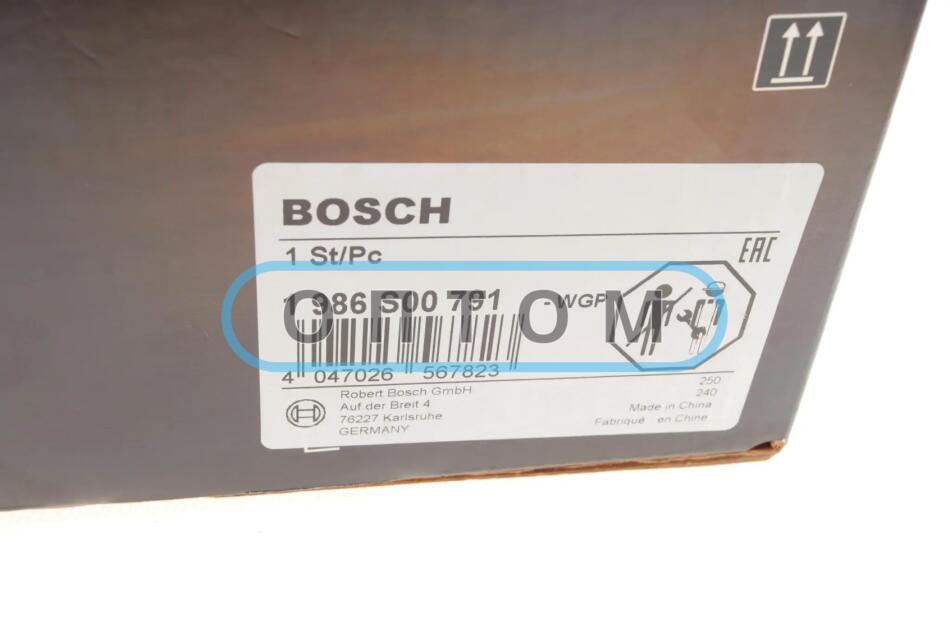 BOSCH
1 St/Pc
EAC
1 986 S00 791
WGP
ОПТОМ
4 047026 567823
Robert Bosch GmbH
Auf der Breit 4
76227 Karlsruhe
GERMANY
250
240
Made in China
Fabriqué en Chine